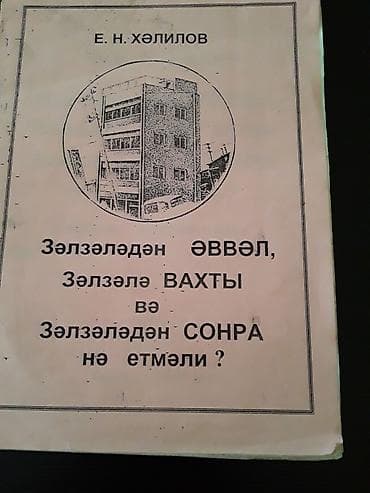 Е. Н. ХӘЛИЛОВ
Зәлзәләдән ӘВВӘЛ,
Зәлзәлә ВАХТЫ
вә
Зәлзәләдән СОНРА
нә етмәли ?